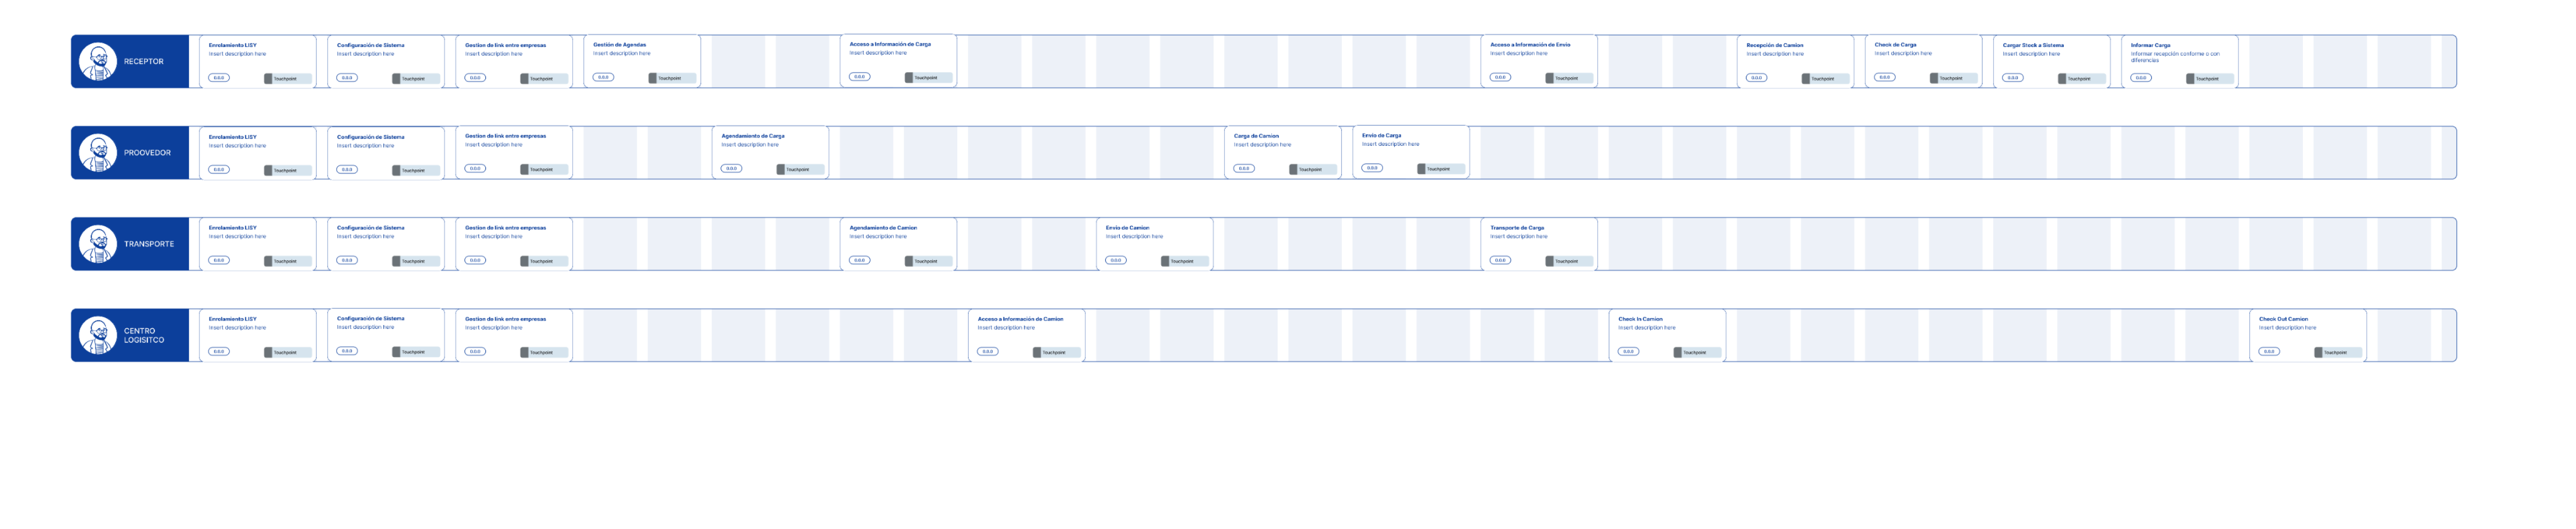 RECEPTOR
Enrolamiento LISY
Insert description here
0.0.0
Touchpoint
Configuración de Sistema
Insert description here
0.0.0
Touchpoint
Gestion de link entre empresas
Insert description here
0.0.0
Touchpoint
Gestión de Agendas
Insert description here
0.0.0
Touchpoint
Acceso a Información de Carga
Insert description here
0.0.0
Touchpoint
Acceso a Información de Envio
Insert description here
0.0.0
Touchpoint
Recepción de Camion
Insert description here
0.0.0
Touchpoint
Check de Carga
Insert description here
0.0.0
Touchpoint
Cargar Stock a Sistema
Insert description here
0.0.0
Touchpoint
Informar Carga
Informar recepción conforme o con
diferencias
0.0.0
Touchpoint
PROOVEDOR
Enrolamiento LISY
Insert description here
0.0.0
Touchpoint
Configuración de Sistema
Insert description here
0.0.0
Touchpoint
Gestion de link entre empresas
Insert description here
0.0.0
Touchpoint
Agendamiento de Carga
Insert description here
0.0.0
Touchpoint
Carga de Camion
Insert description here
0.0.0
Touchpoint
Envio de Carga
Insert description here
0.0.0
Touchpoint
TRANSPORTE
Enrolamiento LISY
Insert description here
0.0.0
Touchpoint
Configuración de Sistema
Insert description here
0.0.0
Touchpoint
Gestion de link entre empresas
Insert description here
0.0.0
Touchpoint
Agendamiento de Camion
Insert description here
0.0.0
Touchpoint
Envio de Camion
Insert description here
0.0.0
Touchpoint
Transporte de Carga
Insert description here
0.0.0
Touchpoint
CENTRO
LOGISITCO
Enrolamiento LISY
Insert description here
0.0.0
Touchpoint
Configuración de Sistema
Insert description here
0.0.0
Touchpoint
Gestion de link entre empresas
Insert description here
0.0.0
Touchpoint
Acceso a Información de Camion
Insert description here
0.0.0
Touchpoint
Check In Camion
Insert description here
0.0.0
Touchpoint
Check Out Camion
Insert description here
0.0.0
Touchpoint